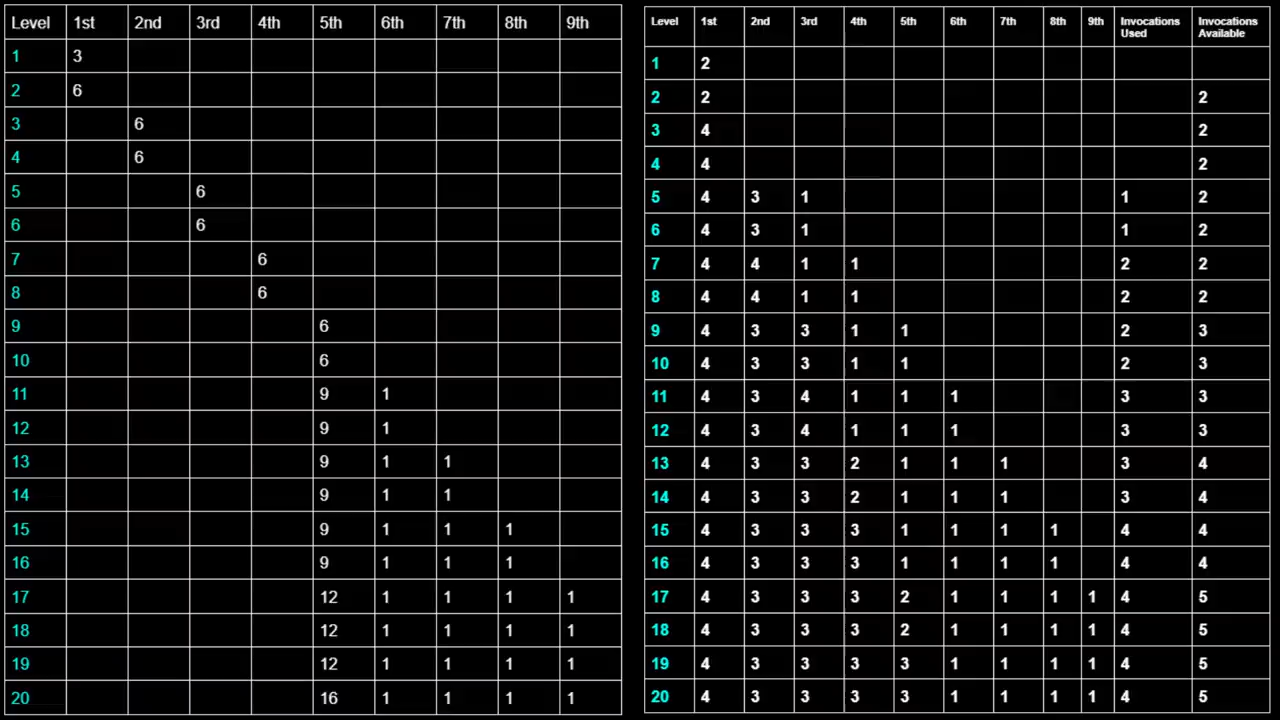 Level 1st 2nd 3rd 4th 5th 6th 7th 8th 9th
1 3
2 6
3 6
4 6
5 6
6 6
7 6
8 6
9 6
10 6
11 9 1
12 9 1
13 9 1 1
14 9 1 1
15 9 1 1 1
16 9 1 1 1
17 12 1 1 1 1
18 12 1 1 1 1
19 12 1 1 1 1
20 16 1 1 1 1
Level 1st 2nd 3rd 4th 5th 6th 7th 8th 9th Invocations Used Invocations Available
1 2
2 2 2
3 4 2
4 4 2
5 4 3 1 1 2
6 4 3 1 1 2
7 4 4 1 1 2 2
8 4 4 1 1 2 2
9 4 3 3 1 1 2 3
10 4 3 3 1 1 2 3
11 4 3 4 1 1 1 3 3
12 4 3 4 1 1 1 3 3
13 4 3 3 2 1 1 1 3 4
14 4 3 3 2 1 1 1 3 4
15 4 3 3 3 1 1 1 1 4 4
16 4 3 3 3 1 1 1 1 4 4
17 4 3 3 3 2 1 1 1 1 4 5
18 4 3 3 3 2 1 1 1 1 4 5
19 4 3 3 3 3 1 1 1 1 4 5
20 4 3 3 3 3 1 1 1 1 4 5